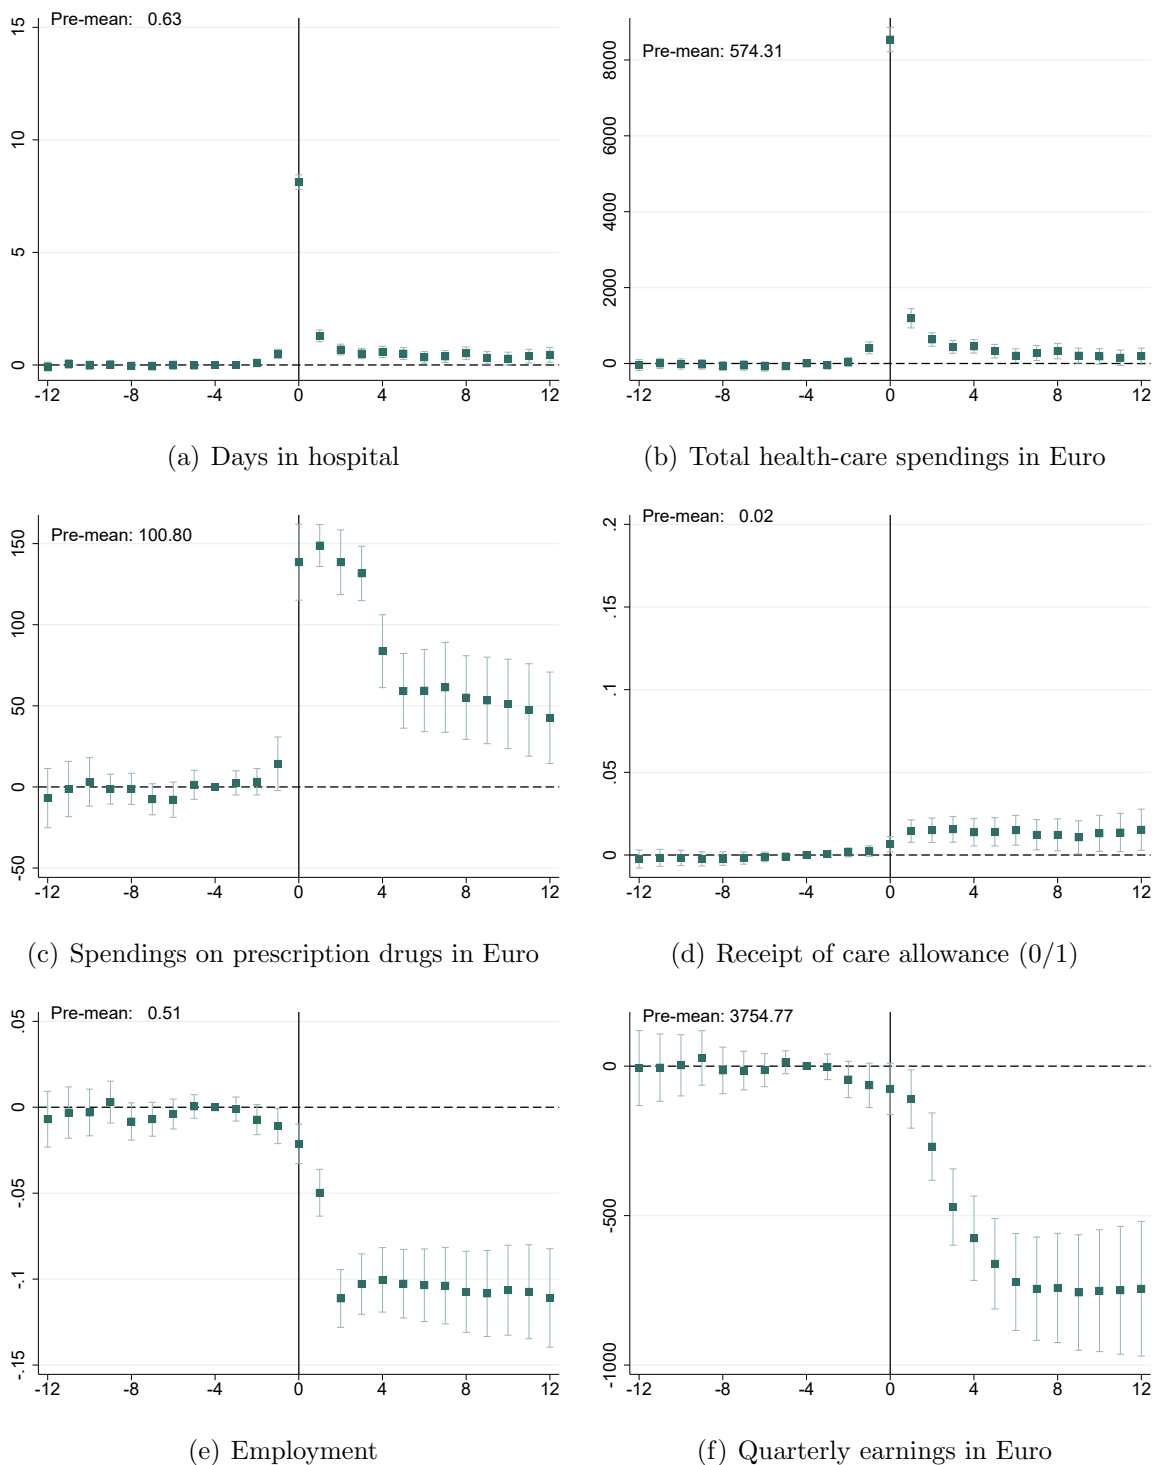 Pre-mean: 0.63
15
10
5
0
-12 -8 -4 0 4 8 12
(a) Days in hospital
Pre-mean: 574.31
8000
6000
4000
2000
0
-12 -8 -4 0 4 8 12
(b) Total health-care spendings in Euro
Pre-mean: 100.80
150
100
50
0
-50
-12 -8 -4 0 4 8 12
(c) Spendings on prescription drugs in Euro
Pre-mean: 0.02
.2
.15
.1
.05
0
-12 -8 -4 0 4 8 12
(d) Receipt of care allowance (0/1)
Pre-mean: 0.51
.05
0
-.05
-.1
-.15
-12 -8 -4 0 4 8 12
(e) Employment
Pre-mean: 3754.77
0
-500
-1000
-12 -8 -4 0 4 8 12
(f) Quarterly earnings in Euro